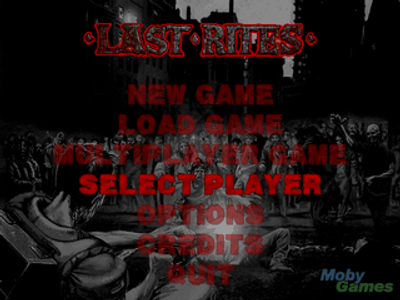 ·LAST·RITES·
NEW GAME
LOAD GAME
MULTIPLAYER GAME
SELECT PLAYER
OPTIONS
CREDITS
QUIT
Moby
Games